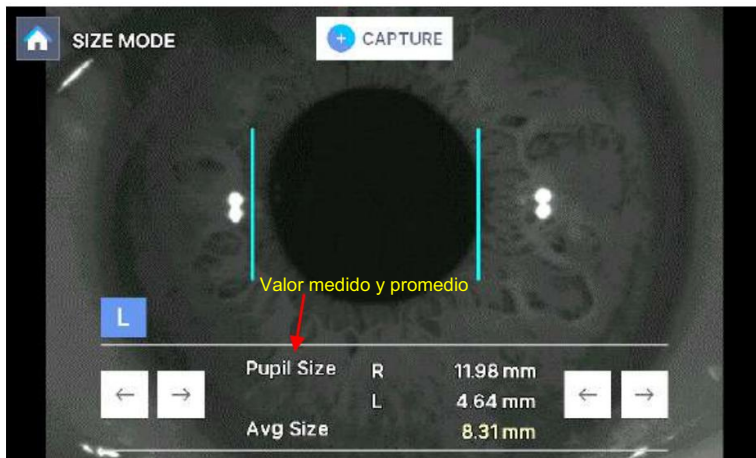 SIZE MODE
CAPTURE
Valor medido y promedio
L
Pupil Size R 11.98 mm
L 4.64 mm
Avg Size 8.31 mm